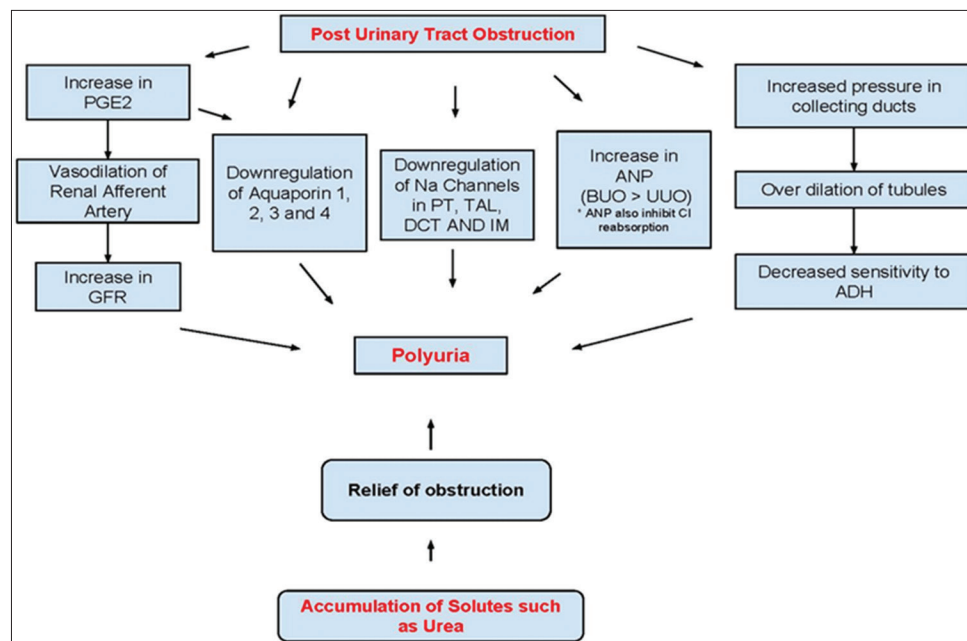 Post Urinary Tract Obstruction
Increase in
PGE2
Vasodilation of
Renal Afferent
Artery
Increase in
GFR
Downregulation
of Aquaporin 1,
2, 3 and 4
Downregulation
of Na Channels
in PT, TAL,
DCT AND IM
Increase in
ANP
(BUO > UUO)
* ANP also inhibit Cl
reabsorption
Increased pressure in
collecting ducts
Over dilation of tubules
Decreased sensitivity to
ADH
Polyuria
Relief of obstruction
Accumulation of Solutes such
as Urea